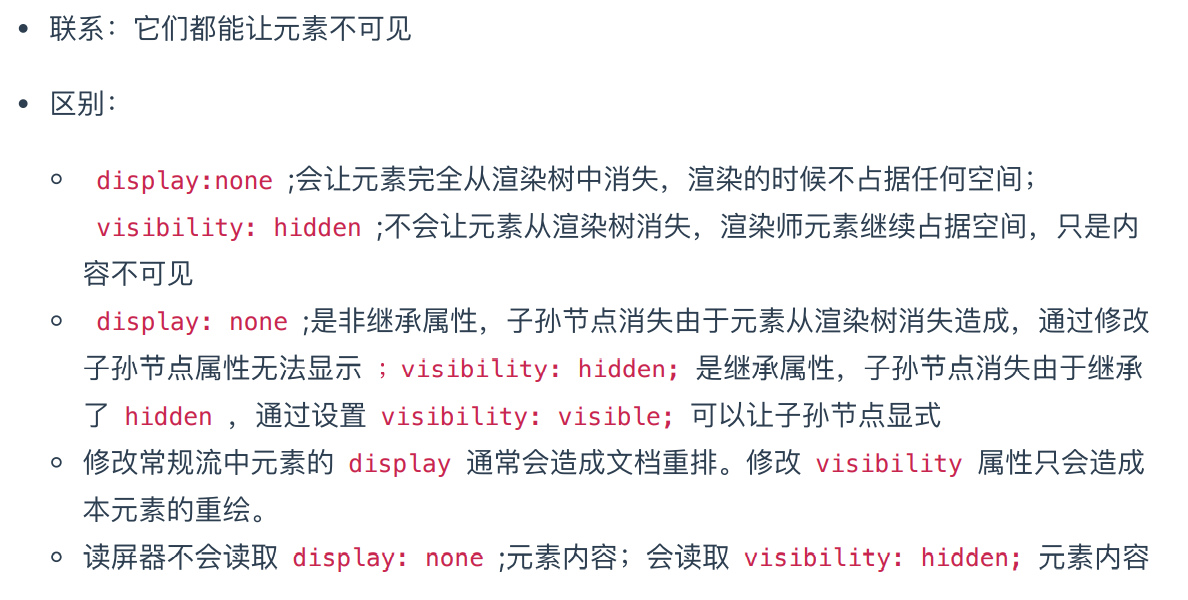 联系：它们都能让元素不可见
区别：
display:none ;会让元素完全从渲染树中消失，渲染的时候不占据任何空间；
visibility: hidden ;不会让元素从渲染树消失，渲染师元素继续占据空间，只是内
容不可见
display: none ;是非继承属性，子孙节点消失由于元素从渲染树消失造成，通过修改
子孙节点属性无法显示 ；visibility: hidden; 是继承属性，子孙节点消失由于继承
了 hidden ，通过设置 visibility: visible; 可以让子孙节点显式
修改常规流中元素的 display 通常会造成文档重排。修改 visibility 属性只会造成
本元素的重绘。
读屏器不会读取 display: none ;元素内容；会读取 visibility: hidden; 元素内容